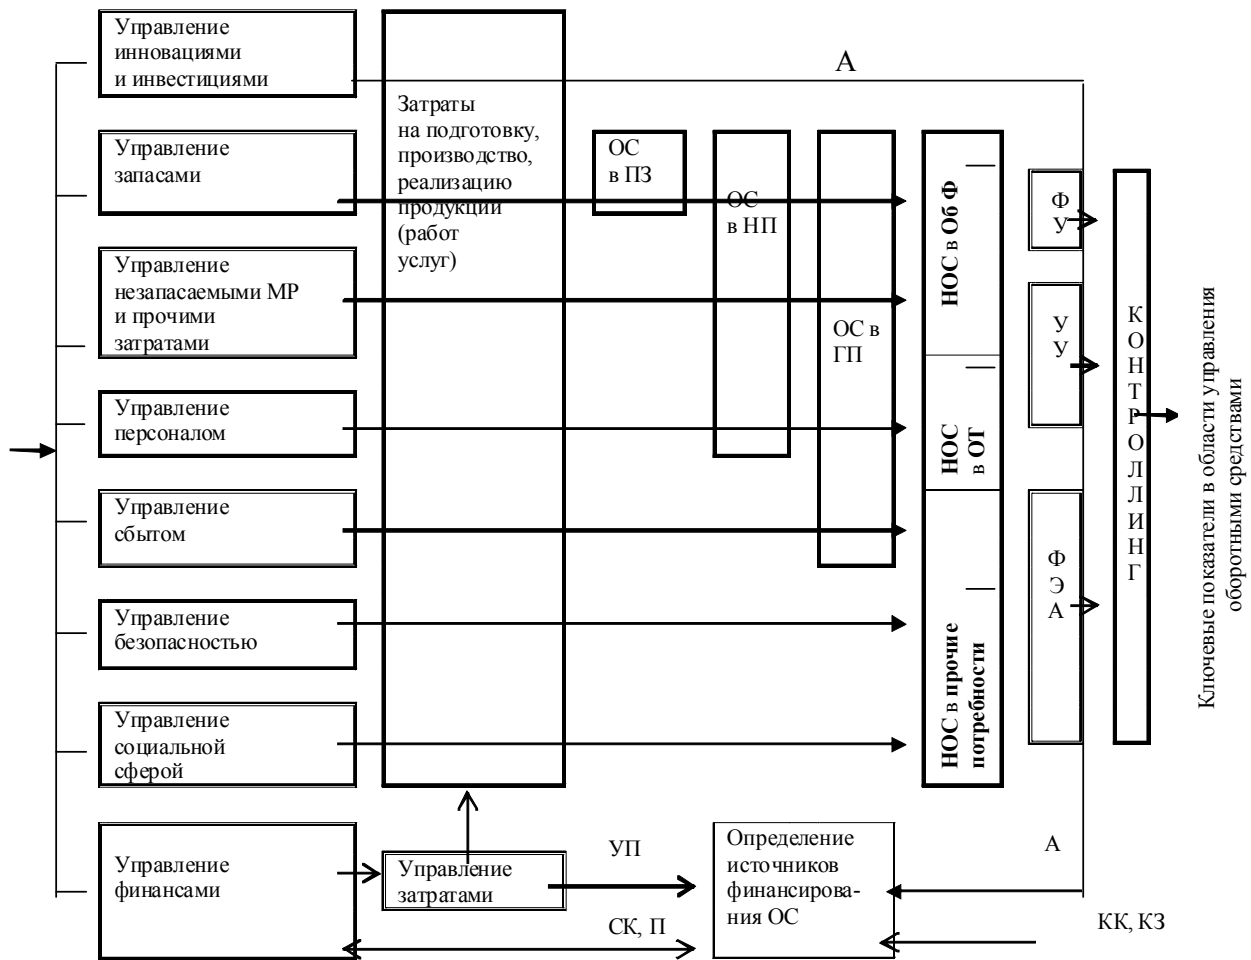 Управление
инновациями
и инвестициями
А
Затраты
на подготовку,
производство,
реализацию
продукции
(работ
услуг)
Управление
запасами
ОС
в ПЗ
ОС
в НП
ОС в
ГП
НОС в Об Ф
НОС
в ОТ
НОС в прочие
потребности
Ф
У
У
У
Ф
Э
А
К
О
Н
Т
Р
О
Л
Л
И
Н
Г
Ключевые показатели в области управления
оборотными средствами
Управление
незапасаемыми МР
и прочими
затратами
Управление
персоналом
Управление
сбытом
Управление
безопасностью
Управление
социальной
сферой
Управление
финансами
Управление
затратами
УП
СК, П
Определение
источников
финансирова-
ния ОС
А
КК, КЗ